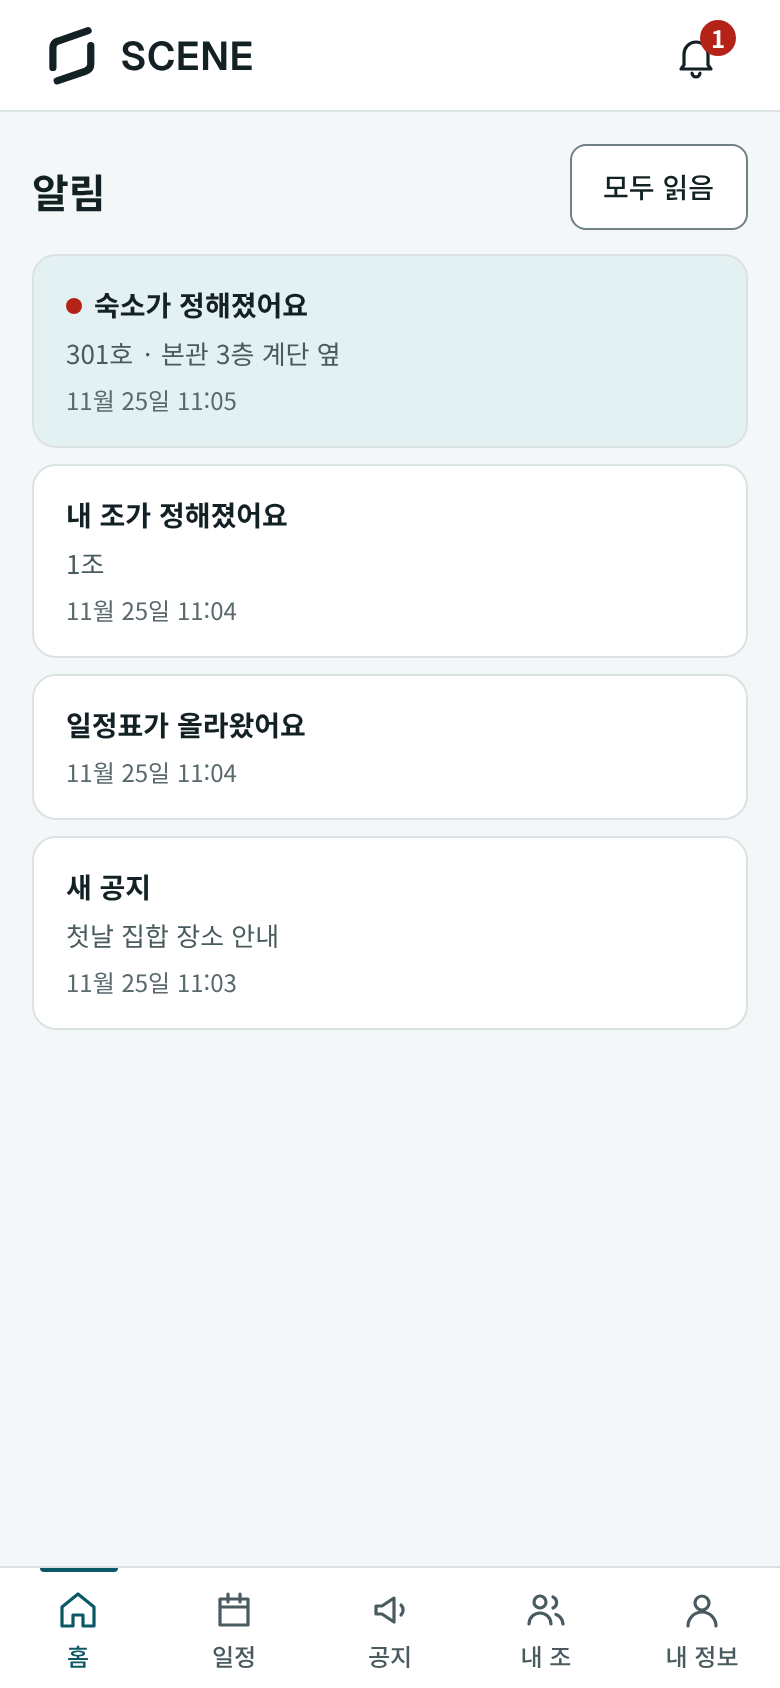 SCENE
1
알림
모두 읽음
숙소가 정해졌어요
301호 · 본관 3층 계단 옆
11월 25일 11:05
내 조가 정해졌어요
1조
11월 25일 11:04
일정표가 올라왔어요
11월 25일 11:04
새 공지
첫날 집합 장소 안내
11월 25일 11:03
홈
일정
공지
내 조
내 정보